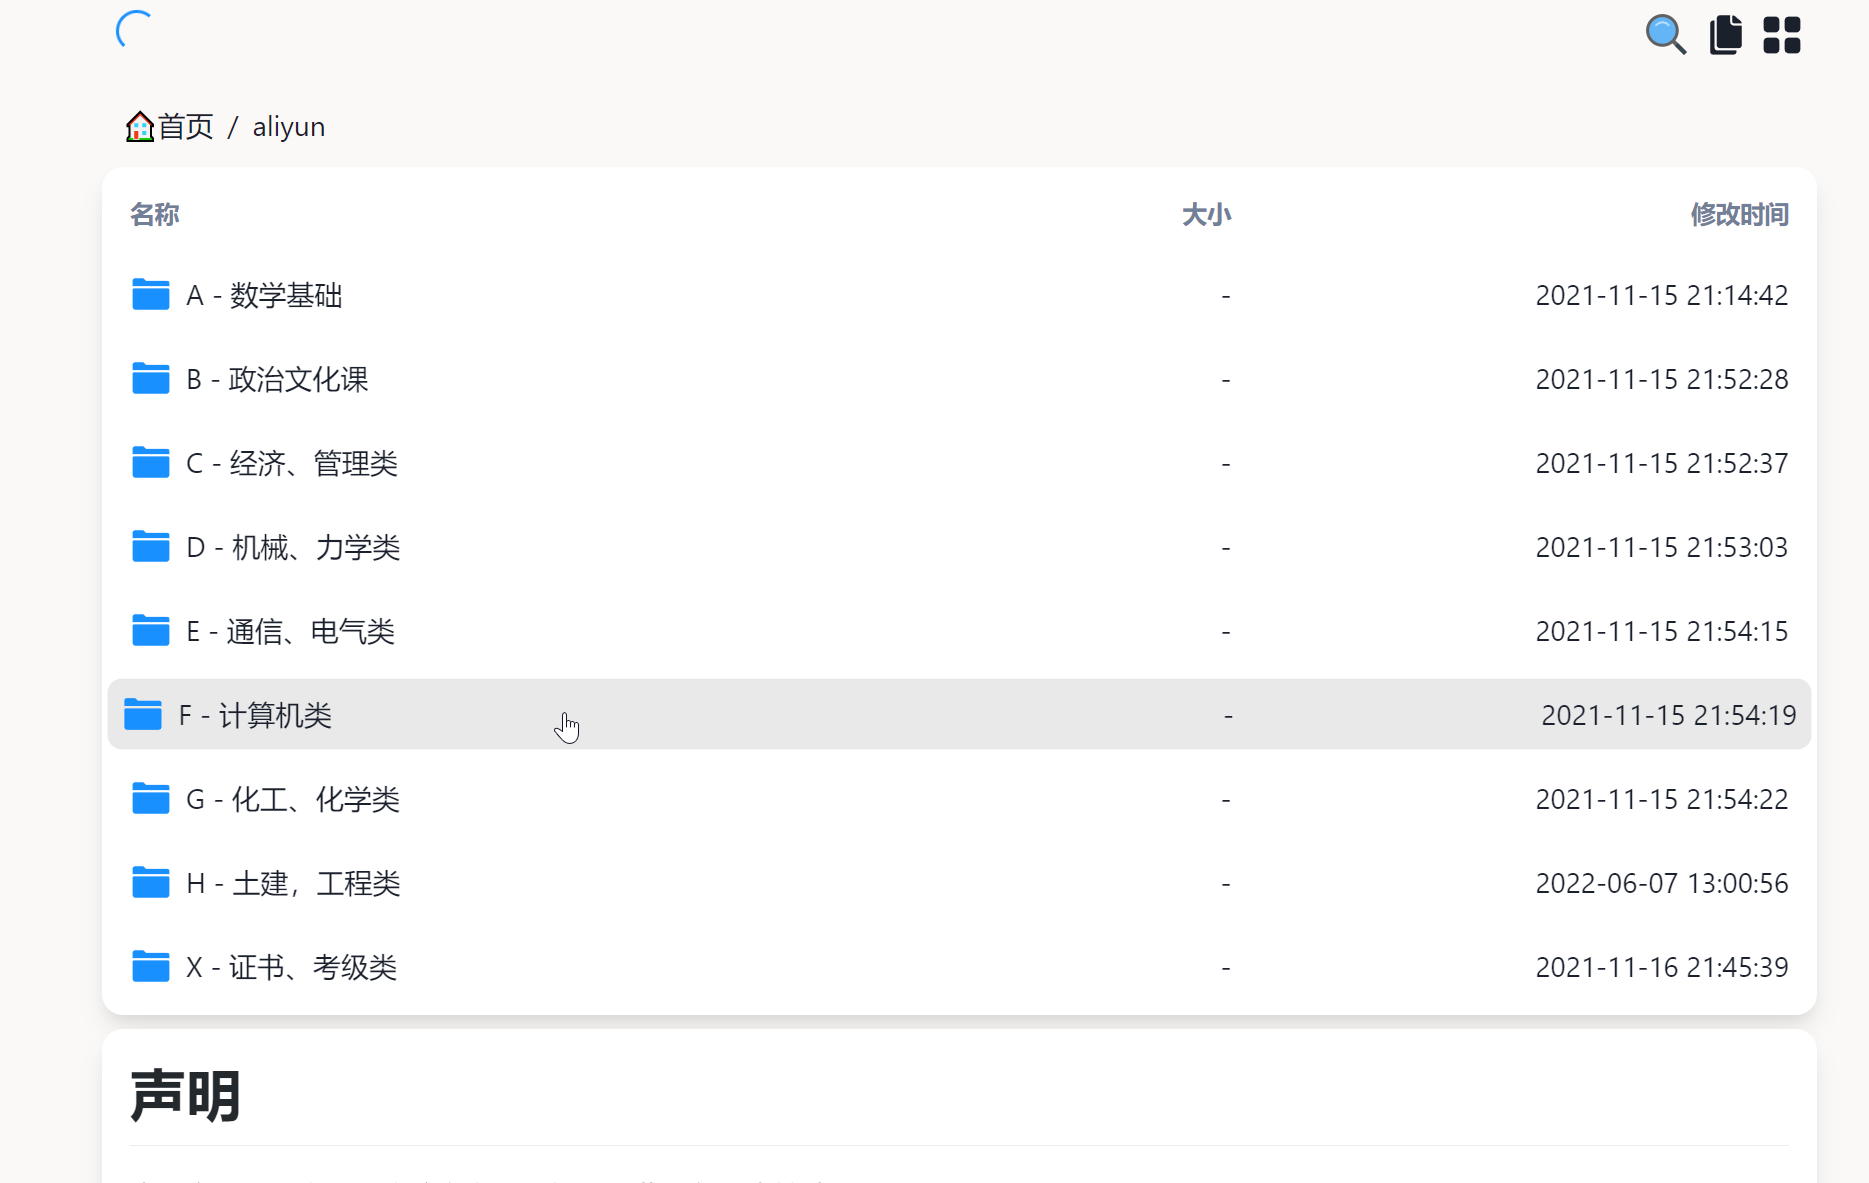 首页 / aliyun
名称 大小 修改时间
A - 数学基础 - 2021-11-15 21:14:42
B - 政治文化课 - 2021-11-15 21:52:28
C - 经济、管理类 - 2021-11-15 21:52:37
D - 机械、力学类 - 2021-11-15 21:53:03
E - 通信、电气类 - 2021-11-15 21:54:15
F - 计算机类 - 2021-11-15 21:54:19
G - 化工、化学类 - 2021-11-15 21:54:22
H - 土建，工程类 - 2022-06-07 13:00:56
X - 证书、考级类 - 2021-11-16 21:45:39
声明